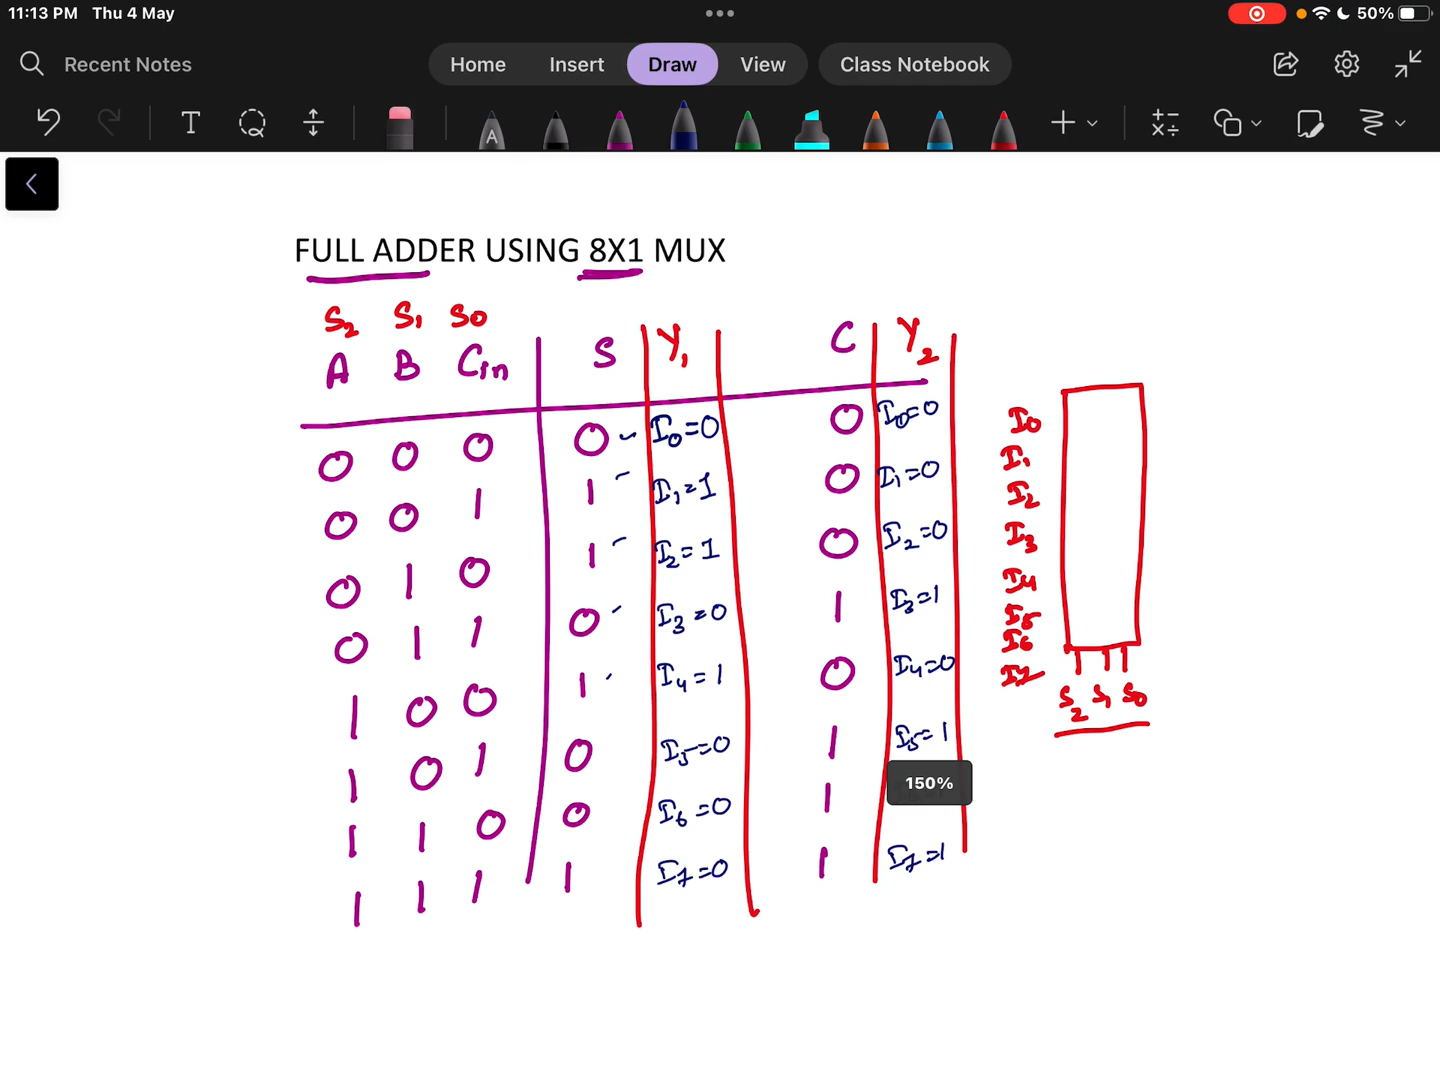 11:13 PM Thu 4 May 50%
Recent Notes Home Insert Draw View Class Notebook
T A
FULL ADDER USING 8X1 MUX
S2 S1 S0
A B Cin S Y1 C Y2
0 0 0 0 I0=0 0 I0=0
0 0 1 1 I1=1 0 I1=0
0 1 0 1 I2=1 0 I2=0
0 1 1 0 I3=0 1 I3=1
1 0 0 1 I4=1 0 I4=0
1 0 1 0 I5=0 1 I5=1
150%
1 1 0 0 I6=0 1
1 1 1 1 I7=0 1 I7=1
I0
I1
I2
I3
I4
I5
I6
I7
S2 S1 S0